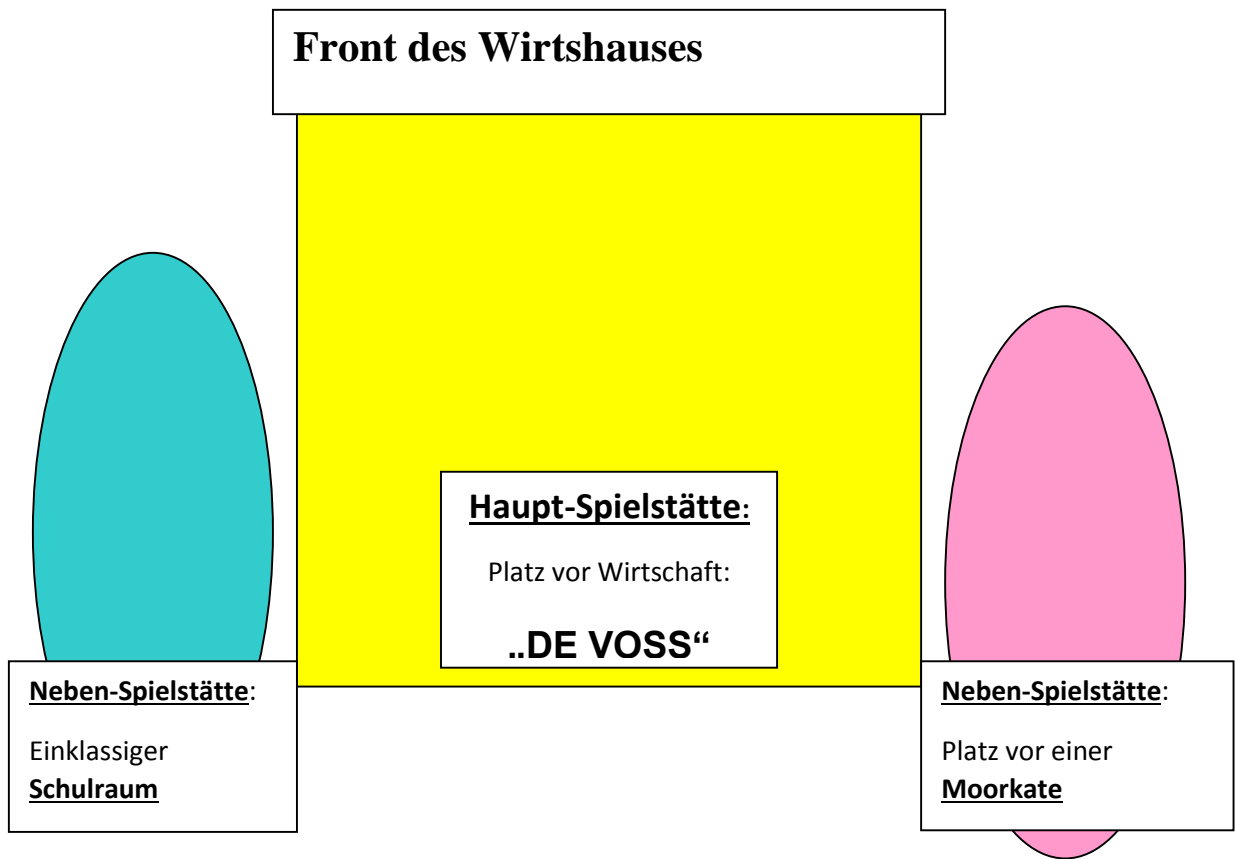 Front des Wirtshauses
Haupt-Spielstätte:
Platz vor Wirtschaft:
„DE VOSS“
Neben-Spielstätte:
Einklassiger
Schulraum
Neben-Spielstätte:
Platz vor einer
Moorkate